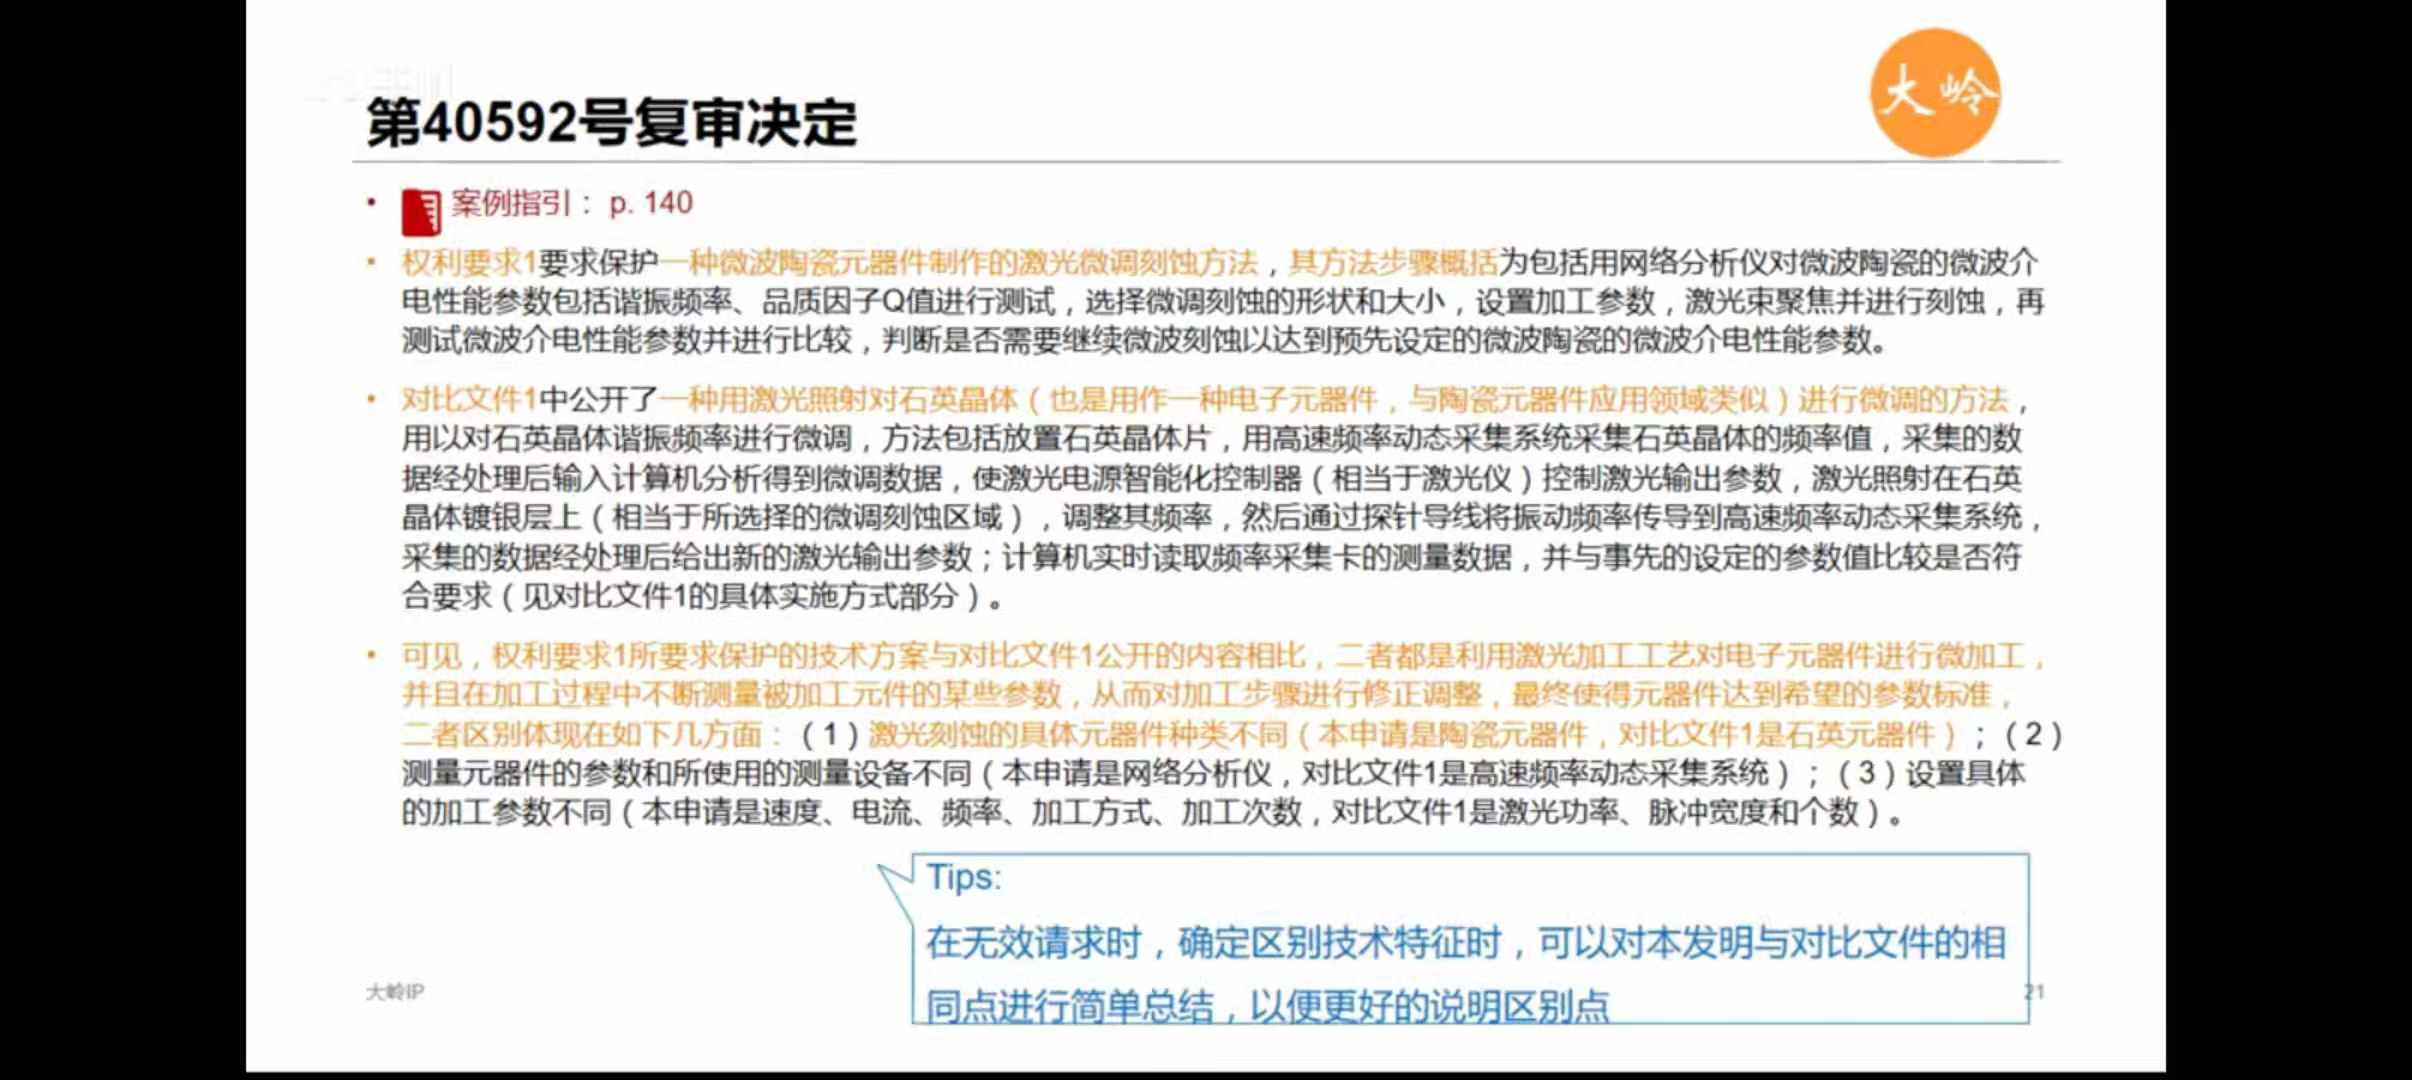 大岭
第40592号复审决定
• 案例指引： p. 140
• 权利要求1要求保护一种微波陶瓷元器件制作的激光微调刻蚀方法，其方法步骤概括为包括用网络分析仪对微波陶瓷的微波介
电性能参数包括谐振频率、品质因子Q值进行测试，选择微调刻蚀的形状和大小，设置加工参数，激光束聚焦并进行刻蚀，再
测试微波介电性能参数并进行比较，判断是否需要继续微波刻蚀以达到预先设定的微波陶瓷的微波介电性能参数。
• 对比文件1中公开了一种用激光照射对石英晶体（也是用作一种电子元器件，与陶瓷元器件应用领域类似）进行微调的方法，
用以对石英晶体谐振频率进行微调，方法包括放置石英晶体片，用高速频率动态采集系统采集石英晶体的频率值，采集的数
据经处理后输入计算机分析得到微调数据，使激光电源智能化控制器（相当于激光仪）控制激光输出参数，激光照射在石英
晶体镀银层上（相当于所选择的微调刻蚀区域），调整其频率，然后通过探针导线将振动频率传导到高速频率动态采集系统，
采集的数据经处理后给出新的激光输出参数；计算机实时读取频率采集卡的测量数据，并与事先的设定的参数值比较是否符
合要求（见对比文件1的具体实施方式部分）。
• 可见，权利要求1所要求保护的技术方案与对比文件1公开的内容相比，二者都是利用激光加工工艺对电子元器件进行微加工，
并且在加工过程中不断测量被加工元件的某些参数，从而对加工步骤进行修正调整，最终使得元器件达到希望的参数标准，
二者区别体现在如下几方面：（1）激光刻蚀的具体元器件种类不同（本申请是陶瓷元器件，对比文件1是石英元器件）；（2）
测量元器件的参数和所使用的测量设备不同（本申请是网络分析仪，对比文件1是高速频率动态采集系统）；（3）设置具体
的加工参数不同（本申请是速度、电流、频率、加工方式、加工次数，对比文件1是激光功率、脉冲宽度和个数）。
Tips:
在无效请求时，确定区别技术特征时，可以对本发明与对比文件的相
同点进行简单总结，以便更好的说明区别点
大岭IP
21